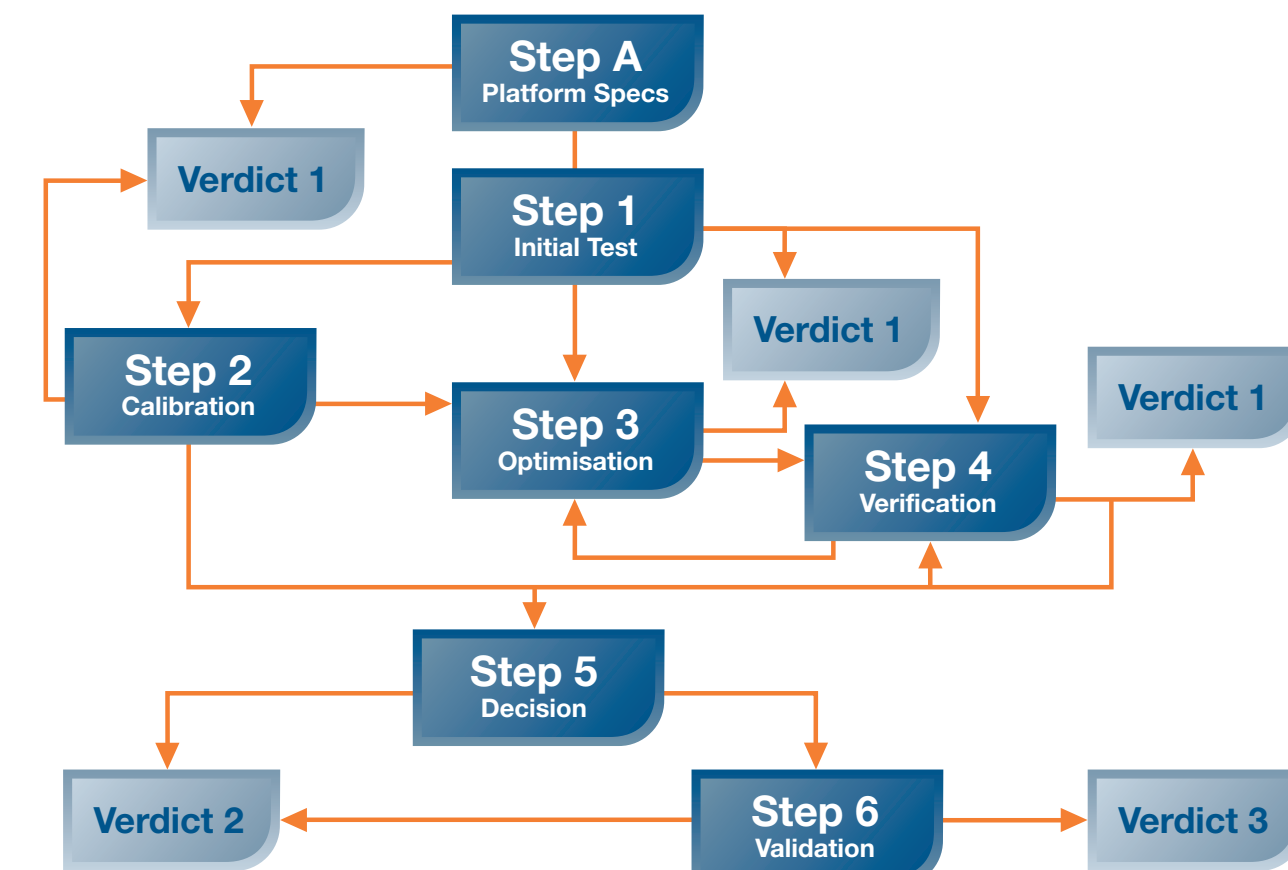 Step A
Platform Specs
Verdict 1
Step 1
Initial Test
Verdict 1
Step 2
Calibration
Step 3
Optimisation
Verdict 1
Step 4
Verification
Step 5
Decision
Verdict 2
Step 6
Validation
Verdict 3